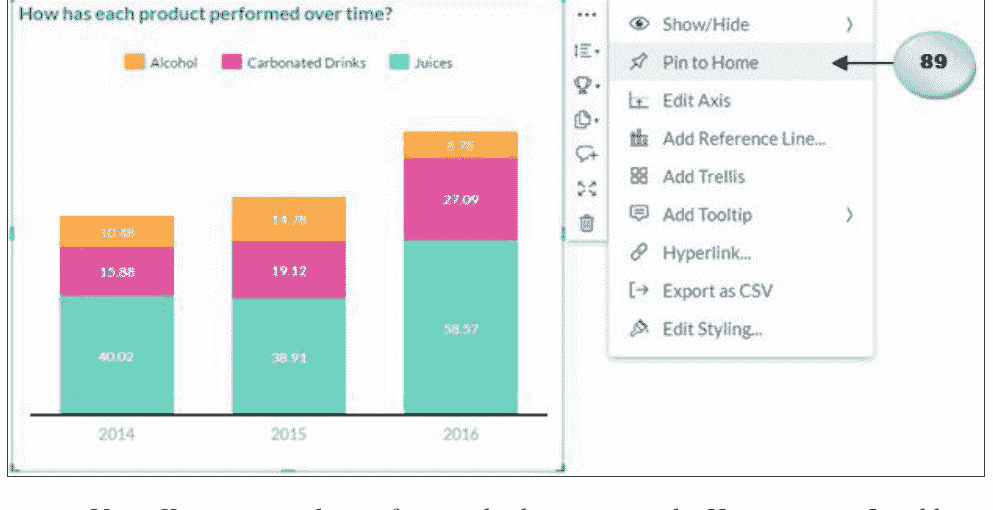 How has each product performed over time?
Alcohol Carbonated Drinks Juices
10.48
15.88
40.02
2014
14.78
19.12
38.91
2015
27.09
58.57
2016
Show/Hide
Pin to Home
89
Edit Axis
Add Reference Line...
Add Trellis
Add Tooltip
Hyperlink...
Export as CSV
Edit Styling...